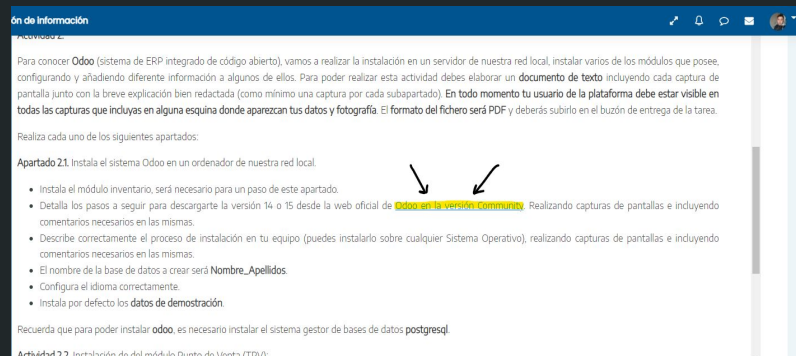 ón de información
Actividad 2.
Para conocer Odoo (sistema de ERP integrado de código abierto), vamos a realizar la instalación en un servidor de nuestra red local, instalar varios de los módulos que posee,
configurando y añadiendo diferente información a algunos de ellos. Para poder realizar esta actividad debes elaborar un documento de texto incluyendo cada captura de
pantalla junto con la breve explicación bien redactada (como mínimo una captura por cada subapartado). En todo momento tu usuario de la plataforma debe estar visible en
todas las capturas que incluyas en alguna esquina donde aparezcan tus datos y fotografía. El formato del fichero será PDF y deberás subirlo en el buzón de entrega de la tarea.
Realiza cada uno de los siguientes apartados:
Apartado 2.1. Instala el sistema Odoo en un ordenador de nuestra red local.
• Instala el módulo inventario, será necesario para un paso de este apartado.
• Detalla los pasos a seguir para descargarte la versión 14 o 15 desde la web oficial de Odoo en la versión Community. Realizando capturas de pantallas e incluyendo
comentarios necesarios en las mismas.
• Describe correctamente el proceso de instalación en tu equipo (puedes instalarlo sobre cualquier Sistema Operativo), realizando capturas de pantallas e incluyendo
comentarios necesarios en las mismas.
• El nombre de la base de datos a crear será Nombre_Apellidos.
• Configura el idioma correctamente.
• Instala por defecto los datos de demostración.
Recuerda que para poder instalar odoo, es necesario instalar el sistema gestor de bases de datos postgresql.
Actividad 2.2. Instalación de del módulo Punto de Venta (TPV):